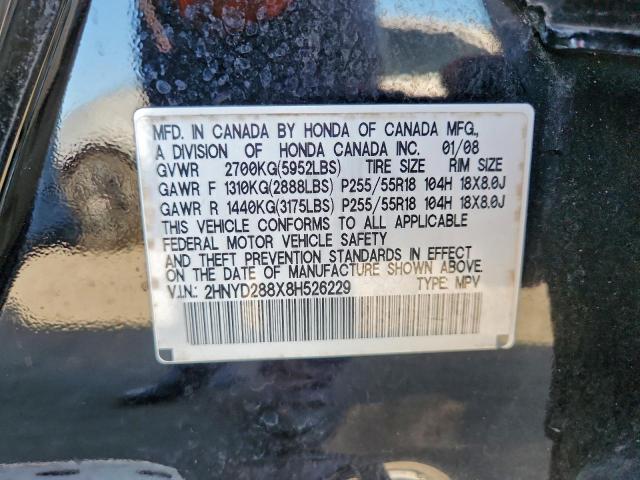 MFD. IN CANADA BY HONDA OF CANADA MFG.,
A DIVISION OF HONDA CANADA INC. 01/08
GVWR 2700KG(5952LBS) TIRE SIZE RIM SIZE
GAWR F 1310KG(2888LBS) P255/55R18 104H 18X8.0J
GAWR R 1440KG(3175LBS) P255/55R18 104H 18X8.0J
THIS VEHICLE CONFORMS TO ALL APPLICABLE
FEDERAL MOTOR VEHICLE SAFETY
AND THEFT PREVENTION STANDARDS IN EFFECT
ON THE DATE OF MANUFACTURE SHOWN ABOVE.
V.I.N.: 2HNYD288X8H526229 TYPE: MPV